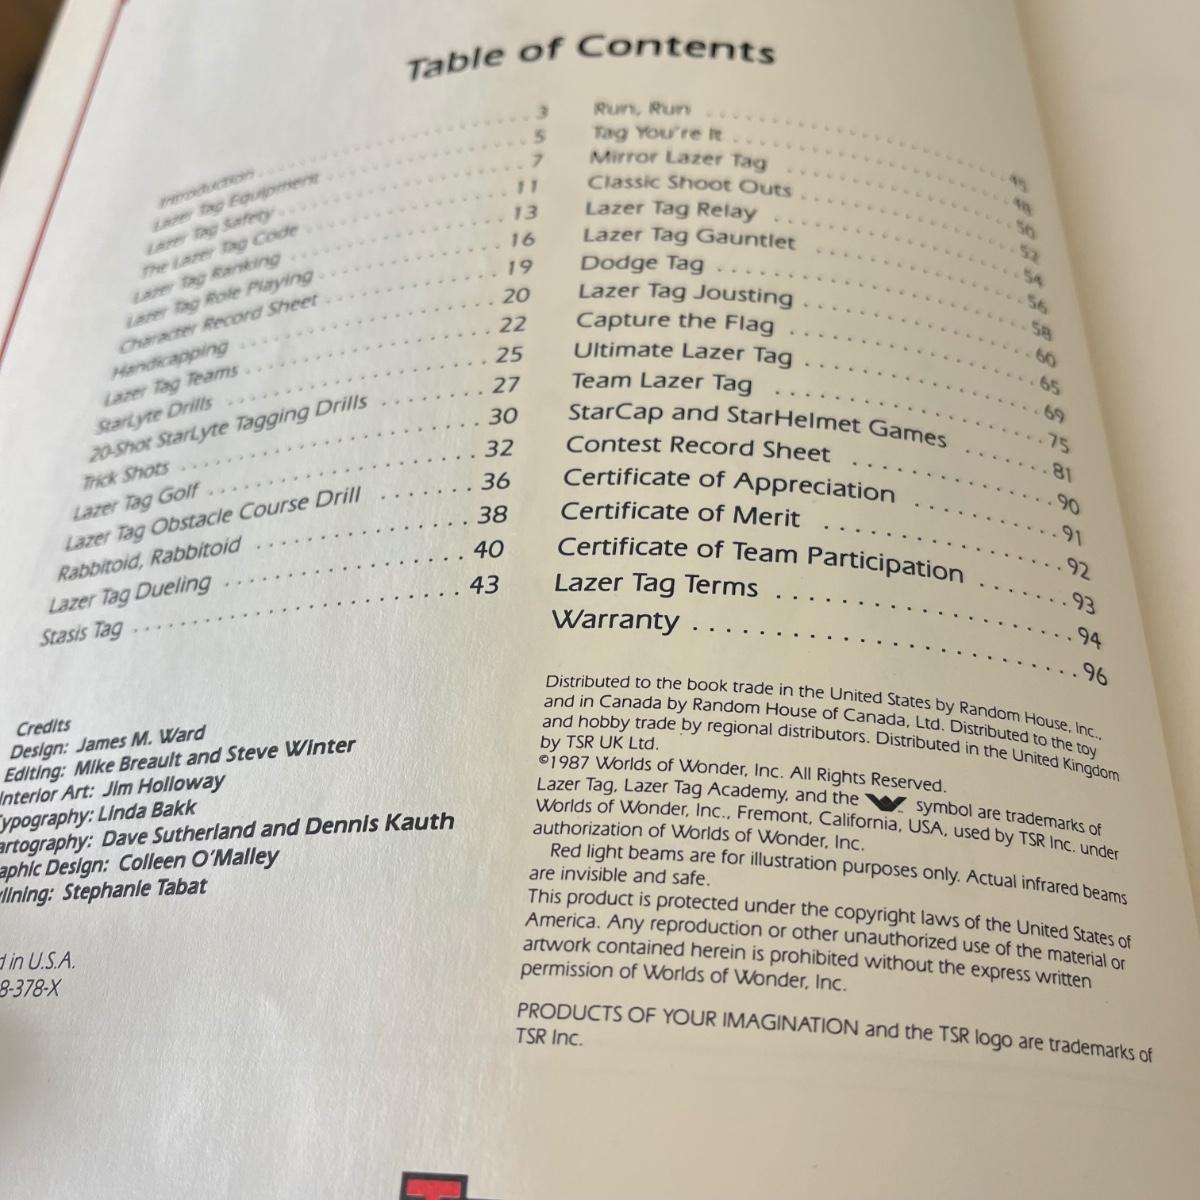 Table of Contents
Introduction . . . 3
Lazer Tag Equipment . . . 5
Lazer Tag Safety . . . 7
The Lazer Tag Code . . . 11
Lazer Tag Ranking . . . 13
Lazer Tag Role Playing . . . 16
Character Record Sheet . . . 19
Handicapping . . . 20
Lazer Tag Teams . . . 22
StarLyte Drills . . . 25
20-Shot StarLyte Tagging Drills . . . 27
Trick Shots . . . 30
Lazer Tag Golf . . . 32
Lazer Tag Obstacle Course Drill . . . 36
Rabbitoid, Rabbitoid . . . 38
Lazer Tag Dueling . . . 40
Stasis Tag . . . 43
Run, Run . . . 45
Tag You're It . . . 48
Mirror Lazer Tag . . . 50
Classic Shoot Outs . . . 52
Lazer Tag Relay . . . 54
Lazer Tag Gauntlet . . . 56
Dodge Tag . . . 58
Lazer Tag Jousting . . . 60
Capture the Flag . . . 65
Ultimate Lazer Tag . . . 69
Team Lazer Tag . . . 75
StarCap and StarHelmet Games . . . 81
Contest Record Sheet . . . 90
Certificate of Appreciation . . . 91
Certificate of Merit . . . 92
Certificate of Team Participation . . . 93
Lazer Tag Terms . . . 94
Warranty . . . 96
Credits
Design: James M. Ward
Editing: Mike Breault and Steve Winter
Interior Art: Jim Holloway
ypography: Linda Bakk
artography: Dave Sutherland and Dennis Kauth
aphic Design: Colleen O'Malley
lining: Stephanie Tabat
d in U.S.A.
8-378-X
Distributed to the book trade in the United States by Random House, Inc.,
and in Canada by Random House of Canada, Ltd. Distributed to the toy
and hobby trade by regional distributors. Distributed in the United Kingdom
by TSR UK Ltd.
©1987 Worlds of Wonder, Inc. All Rights Reserved.
Lazer Tag, Lazer Tag Academy, and the symbol are trademarks of
Worlds of Wonder, Inc., Fremont, California, USA, used by TSR Inc. under
authorization of Worlds of Wonder, Inc.
Red light beams are for illustration purposes only. Actual infrared beams
are invisible and safe.
This product is protected under the copyright laws of the United States of
America. Any reproduction or other unauthorized use of the material or
artwork contained herein is prohibited without the express written
permission of Worlds of Wonder, Inc.
PRODUCTS OF YOUR IMAGINATION and the TSR logo are trademarks of
TSR Inc.